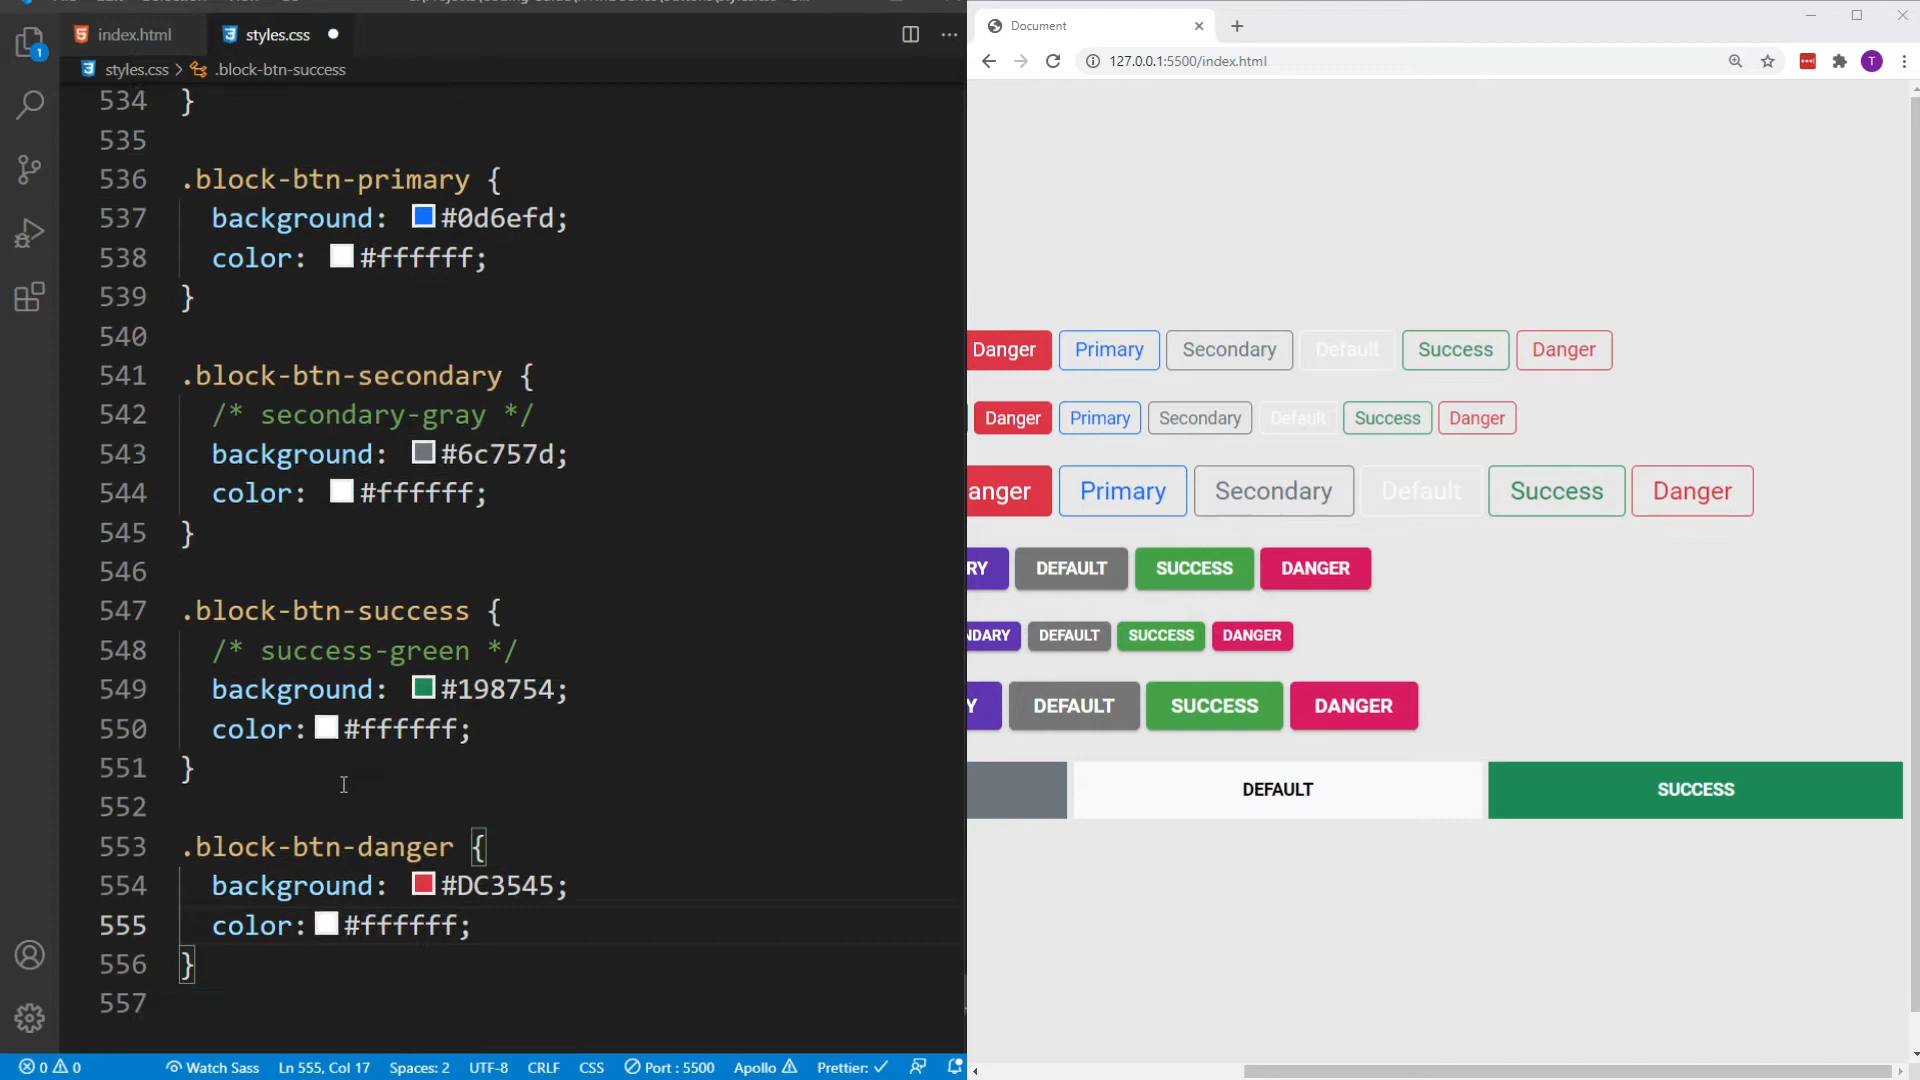 index.html
styles.css
styles.css > .block-btn-success
534 }
535
536 .block-btn-primary {
537 background: #0d6efd;
538 color: #ffffff;
539 }
540
541 .block-btn-secondary {
542 /* secondary-gray */
543 background: #6c757d;
544 color: #ffffff;
545 }
546
547 .block-btn-success {
548 /* success-green */
549 background: #198754;
550 color: #ffffff;
551 }
552
553 .block-btn-danger {
554 background: #DC3545;
555 color: #ffffff;
556 }
557
1
0 0 Watch Sass Ln 555, Col 17 Spaces: 2 UTF-8 CRLF CSS Port : 5500 Apollo Prettier: ✓
Document
127.0.0.1:5500/index.html
T
Danger Primary Secondary Default Success Danger
Danger Primary Secondary Default Success Danger
anger Primary Secondary Default Success Danger
RY DEFAULT SUCCESS DANGER
NDARY DEFAULT SUCCESS DANGER
Y DEFAULT SUCCESS DANGER
DEFAULT SUCCESS